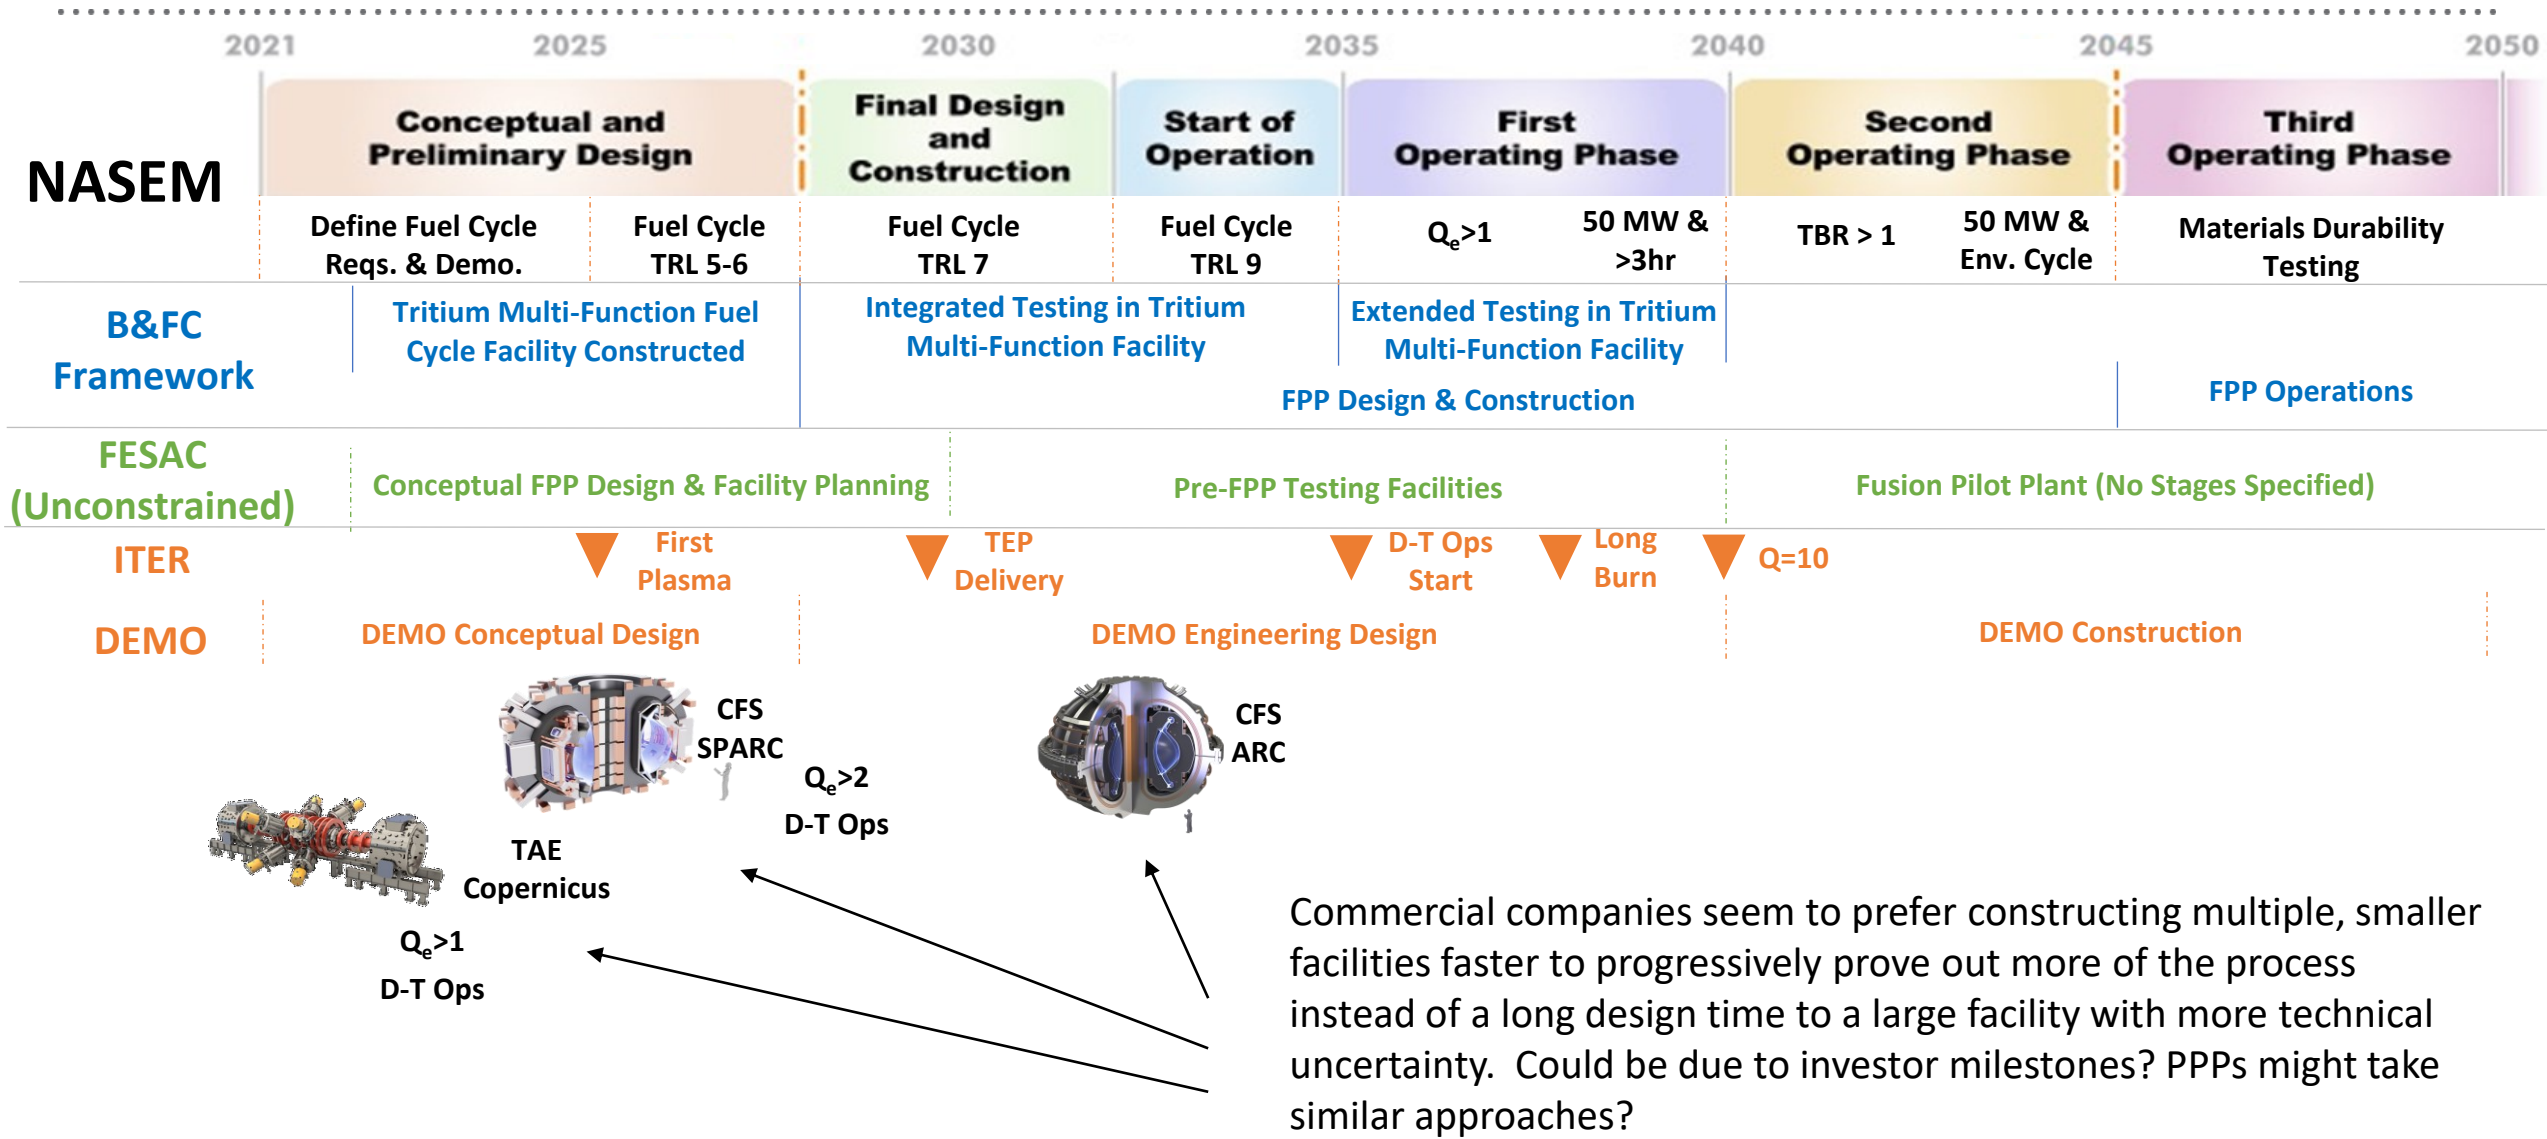 2021 2025 2030 2035 2040 2045 2050
NASEM
Conceptual and
Preliminary Design
Final Design
and
Construction
Start of
Operation
First
Operating Phase
Second
Operating Phase
Third
Operating Phase
Define Fuel Cycle
Reqs. & Demo.
Fuel Cycle
TRL 5-6
Fuel Cycle
TRL 7
Fuel Cycle
TRL 9
Qe>1
50 MW &
>3hr
TBR > 1
50 MW &
Env. Cycle
Materials Durability
Testing
B&FC
Framework
Tritium Multi-Function Fuel
Cycle Facility Constructed
Integrated Testing in Tritium
Multi-Function Facility
Extended Testing in Tritium
Multi-Function Facility
FPP Design & Construction
FPP Operations
FESAC
(Unconstrained)
Conceptual FPP Design & Facility Planning
Pre-FPP Testing Facilities
Fusion Pilot Plant (No Stages Specified)
ITER
First
Plasma
TEP
Delivery
D-T Ops
Start
Long
Burn
Q=10
DEMO
DEMO Conceptual Design
DEMO Engineering Design
DEMO Construction
CFS
SPARC
Qe>2
D-T Ops
CFS
ARC
TAE
Copernicus
Qe>1
D-T Ops
Commercial companies seem to prefer constructing multiple, smaller
facilities faster to progressively prove out more of the process
instead of a long design time to a large facility with more technical
uncertainty.  Could be due to investor milestones? PPPs might take
similar approaches?